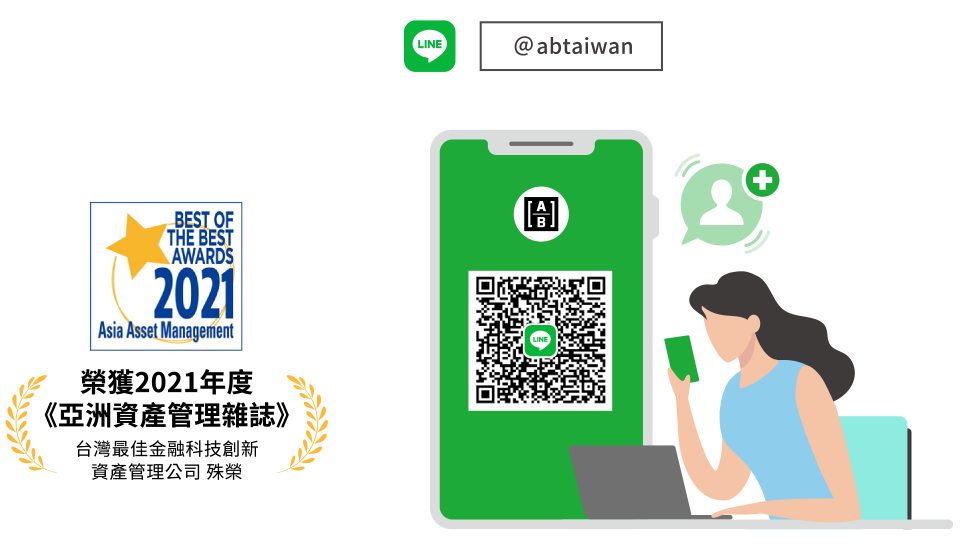 LINE
@abtaiwan
A
B
LINE
BEST OF
THE BEST
AWARDS
2021
Asia Asset Management
榮獲2021年度
《亞洲資產管理雜誌》
台灣最佳金融科技創新
資產管理公司 殊榮